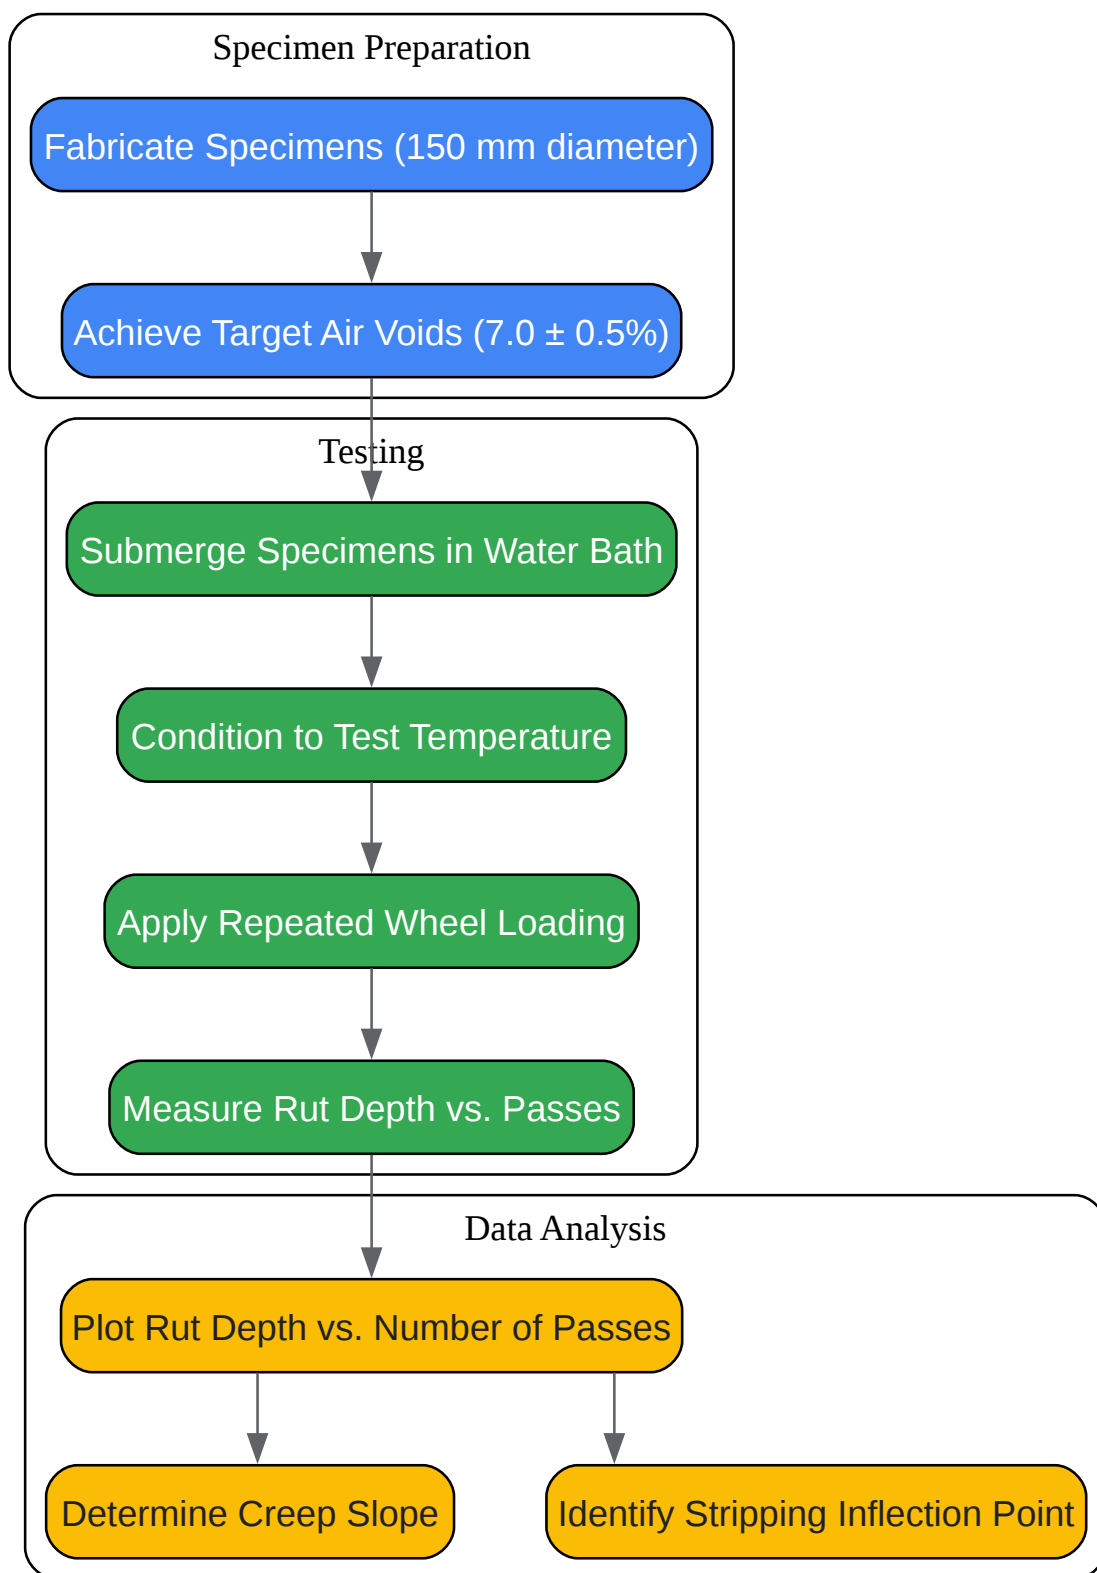 Specimen Preparation
Fabricate Specimens (150 mm diameter)
Achieve Target Air Voids (7.0 ± 0.5%)
Testing
Submerge Specimens in Water Bath
Condition to Test Temperature
Apply Repeated Wheel Loading
Measure Rut Depth vs. Passes
Data Analysis
Plot Rut Depth vs. Number of Passes
Determine Creep Slope
Identify Stripping Inflection Point